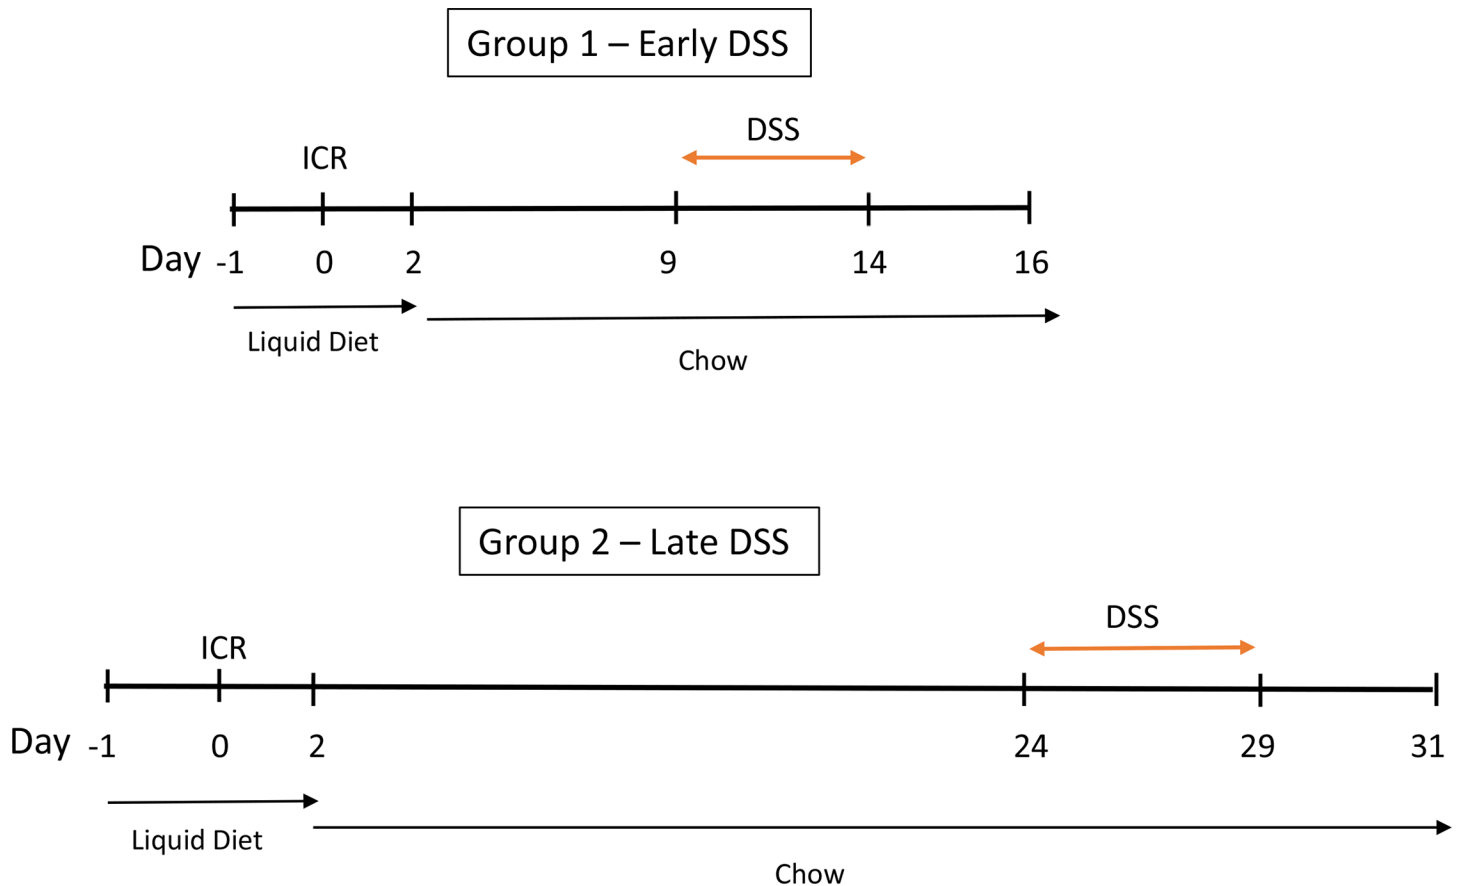 Group 1 – Early DSS
DSS
ICR
Day -1 0 2 9 14 16
Liquid Diet
Chow
Group 2 – Late DSS
DSS
ICR
Day -1 0 2 24 29 31
Liquid Diet
Chow